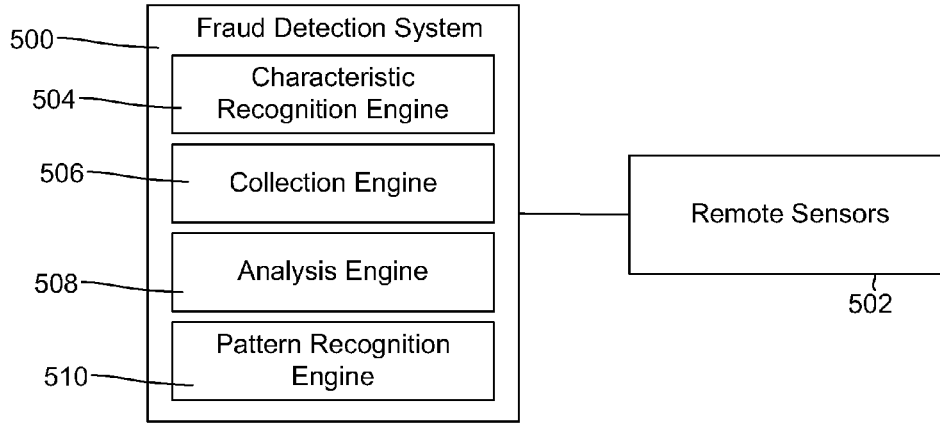 Fraud Detection System
500
Characteristic
Recognition Engine
504
506
Collection Engine
Remote Sensors
502
Analysis Engine
508
Pattern Recognition
Engine
510